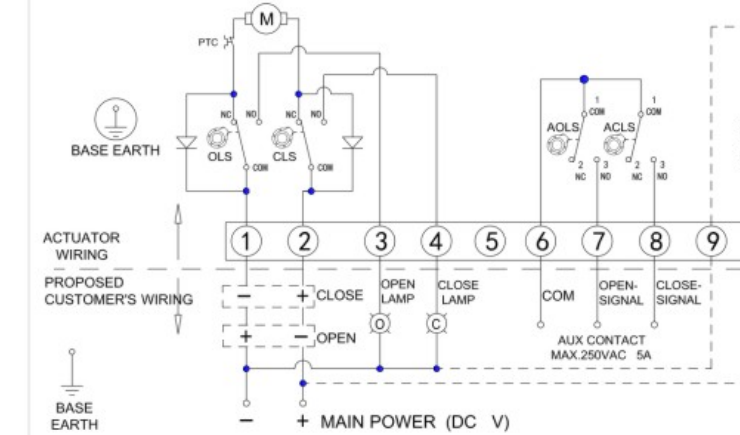 M
PTC
NC
NO
NC
NO
OLS
COM
CLS
COM
BASE EARTH
1
COM
1
COM
AOLS
ACLS
2
NC
3
NO
2
NC
3
NO
ACTUATOR
WIRING
1 2 3 4 5 6 7 8 9
PROPOSED
CUSTOMER'S WIRING
− + CLOSE
+ − OPEN
OPEN
LAMP
CLOSE
LAMP
O
C
COM
OPEN-
SIGNAL
CLOSE-
SIGNAL
AUX CONTACT
MAX.250VAC 5A
BASE
EARTH
− + MAIN POWER (DC V)